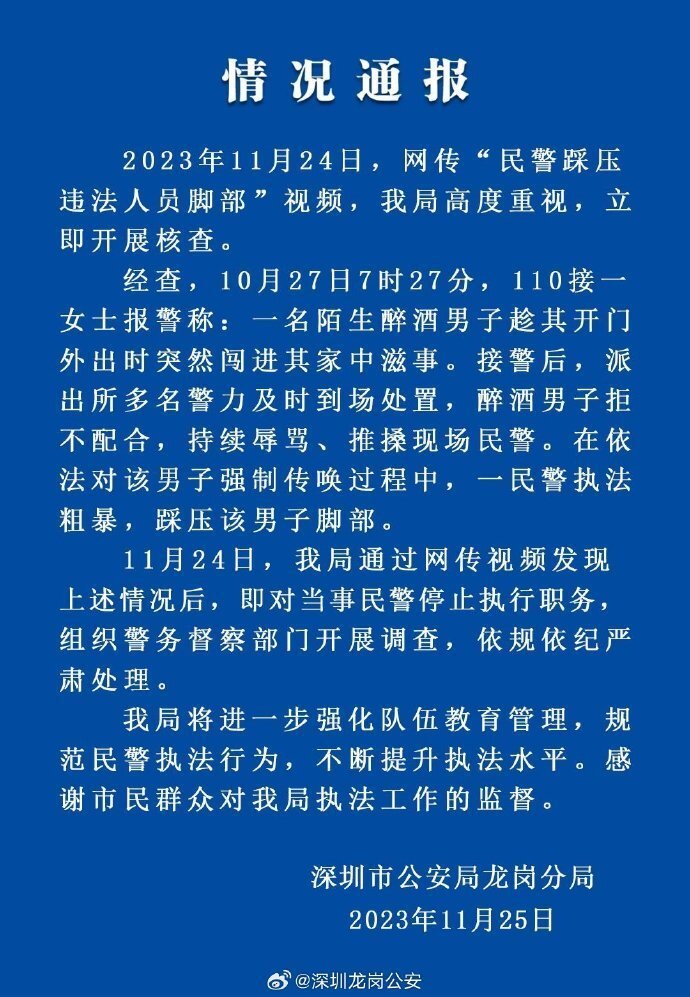 情况通报
2023年11月24日，网传“民警踩压
违法人员脚部”视频，我局高度重视，立
即开展核查。
经查，10月27日7时27分，110接一
女士报警称：一名陌生醉酒男子趁其开门
外出时突然闯进其家中滋事。接警后，派
出所多名警力及时到场处置，醉酒男子拒
不配合，持续辱骂、推搡现场民警。在依
法对该男子强制传唤过程中，一民警执法
粗暴，踩压该男子脚部。
11月24日，我局通过网传视频发现
上述情况后，即对当事民警停止执行职务，
组织警务督察部门开展调查，依规依纪严
肃处理。
我局将进一步强化队伍教育管理，规
范民警执法行为，不断提升执法水平。感
谢市民群众对我局执法工作的监督。
深圳市公安局龙岗分局
2023年11月25日
@深圳龙岗公安